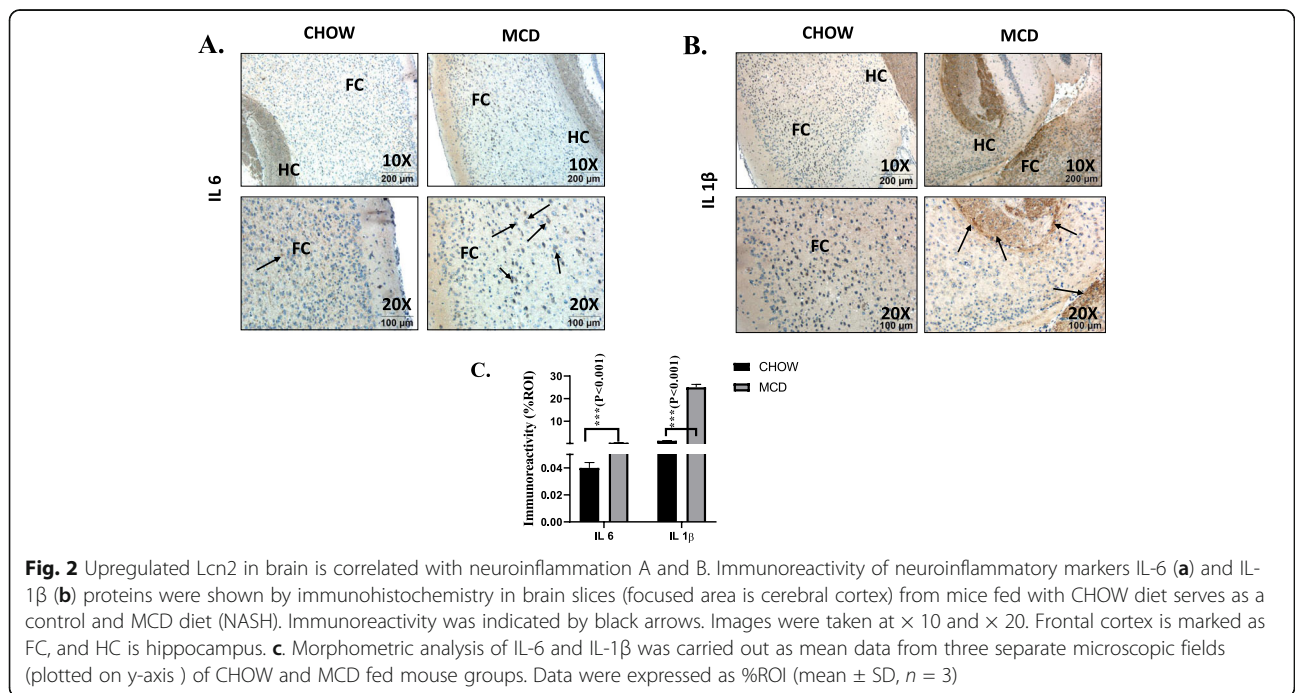 A.
CHOW
MCD
B.
CHOW
MCD
IL 6
FC
HC
10X
200 µm
FC
HC
10X
200 µm
FC
20X
100 µm
FC
20X
100 µm
IL 1β
HC
FC
10X
200 µm
HC
FC
10X
200 µm
FC
20X
100 µm
20X
100 µm
C.
Immunoreactivity (%ROI)
30
20
10
0.04
0.02
0.00
***(P<0.001)
***(P<0.001)
IL 6
IL 1β
CHOW
MCD
Fig. 2 Upregulated Lcn2 in brain is correlated with neuroinflammation A and B. Immunoreactivity of neuroinflammatory markers IL-6 (a) and IL-
1β (b) proteins were shown by immunohistochemistry in brain slices (focused area is cerebral cortex) from mice fed with CHOW diet serves as a
control and MCD diet (NASH). Immunoreactivity was indicated by black arrows. Images were taken at × 10 and × 20. Frontal cortex is marked as
FC, and HC is hippocampus. c. Morphometric analysis of IL-6 and IL-1β was carried out as mean data from three separate microscopic fields
(plotted on y-axis ) of CHOW and MCD fed mouse groups. Data were expressed as %ROI (mean ± SD, n = 3)